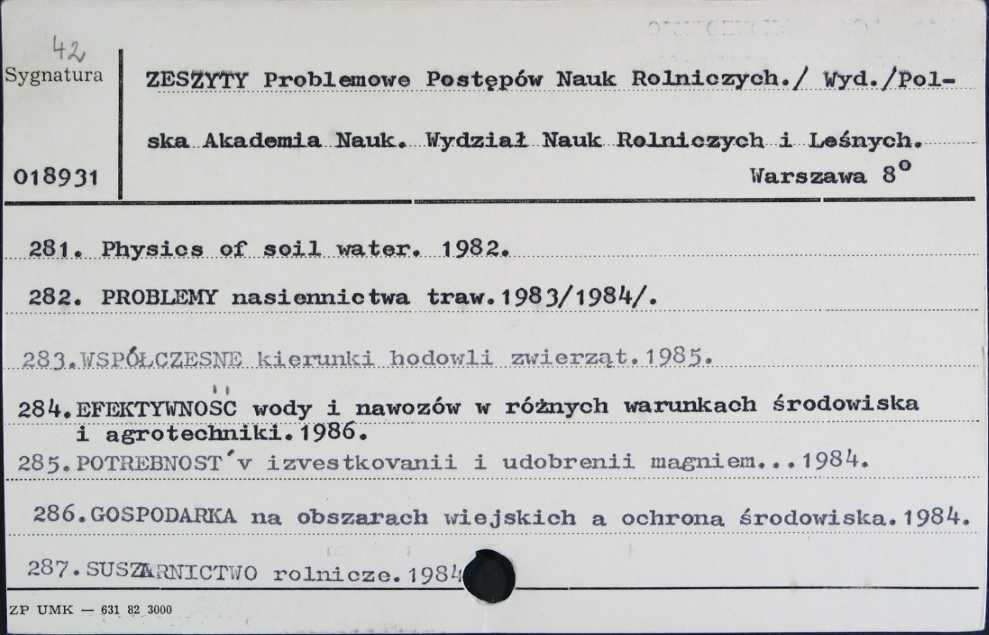 42
Sygnatura
ZESZYTY Problemowe Postępów Nauk Rolniczych./ Wyd./Pol-
ska Akademia Nauk. Wydział Nauk Rolniczych i Leśnych.
018931
Warszawa 8°
281. Physics of soil water. 1982.
282. PROBLEMY nasiennictwa traw.1983/1984/.
283.WSPÓŁCZESNE kierunki hodowli zwierząt.1985.
284.EFEKTYWNOŚĆ wody i nawozów w różnych warunkach środowiska
i agrotechniki.1986.
285.POTREBNOST´v izvestkovanii i udobrenii magniem...1984.
286.GOSPODARKA na obszarach wiejskich a ochrona środowiska.1984.
287.SUSZARNICTWO rolnicze.1984
ZP UMK — 631 82 3000